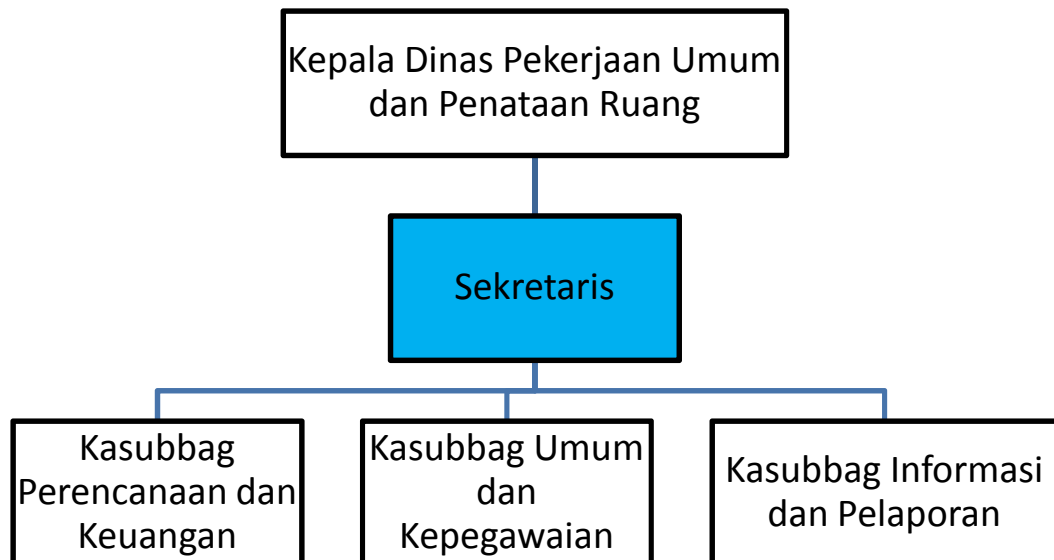 Kepala Dinas Pekerjaan Umum
dan Penataan Ruang
Sekretaris
Kasubbag
Perencanaan dan
Keuangan
Kasubbag Umum
dan
Kepegawaian
Kasubbag Informasi
dan Pelaporan